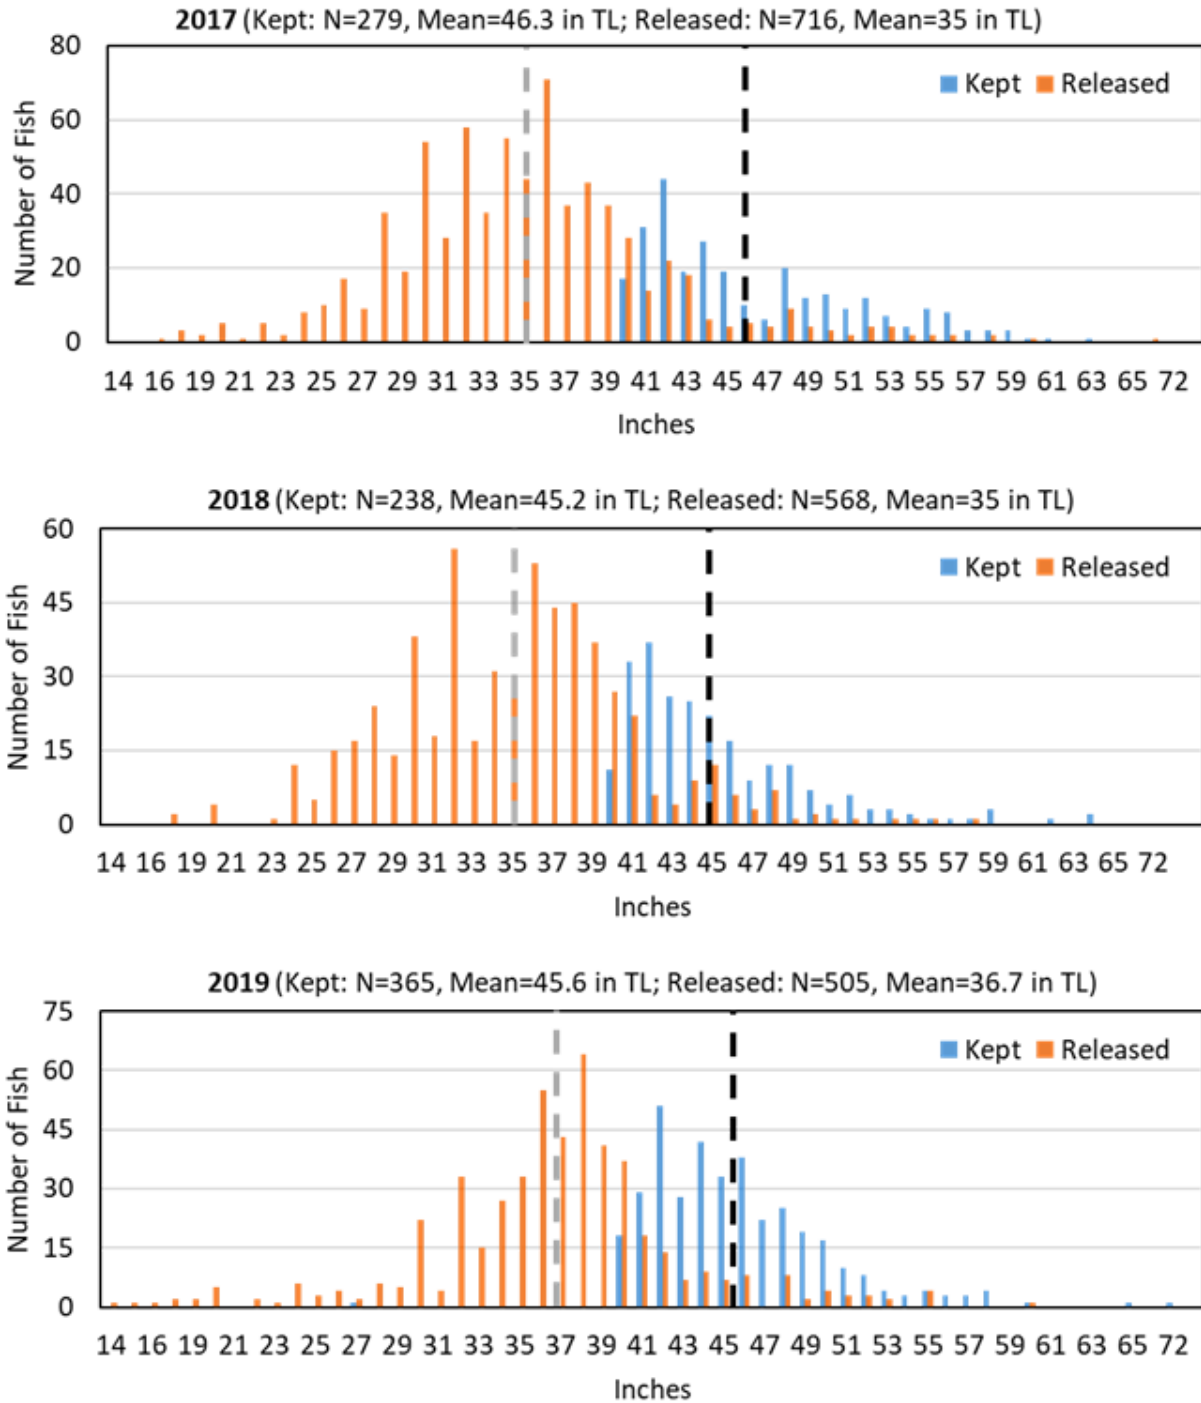 2017 (Kept: N=279, Mean=46.3 in TL; Released: N=716, Mean=35 in TL)
80
60
40
20
0
Number of Fish
Kept Released
14 16 19 21 23 25 27 29 31 33 35 37 39 41 43 45 47 49 51 53 55 57 59 61 63 65 72
Inches
2018 (Kept: N=238, Mean=45.2 in TL; Released: N=568, Mean=35 in TL)
60
45
30
15
0
Number of Fish
Kept Released
14 16 19 21 23 25 27 29 31 33 35 37 39 41 43 45 47 49 51 53 55 57 59 61 63 65 72
Inches
2019 (Kept: N=365, Mean=45.6 in TL; Released: N=505, Mean=36.7 in TL)
75
60
45
30
15
0
Number of Fish
Kept Released
14 16 19 21 23 25 27 29 31 33 35 37 39 41 43 45 47 49 51 53 55 57 59 61 63 65 72
Inches